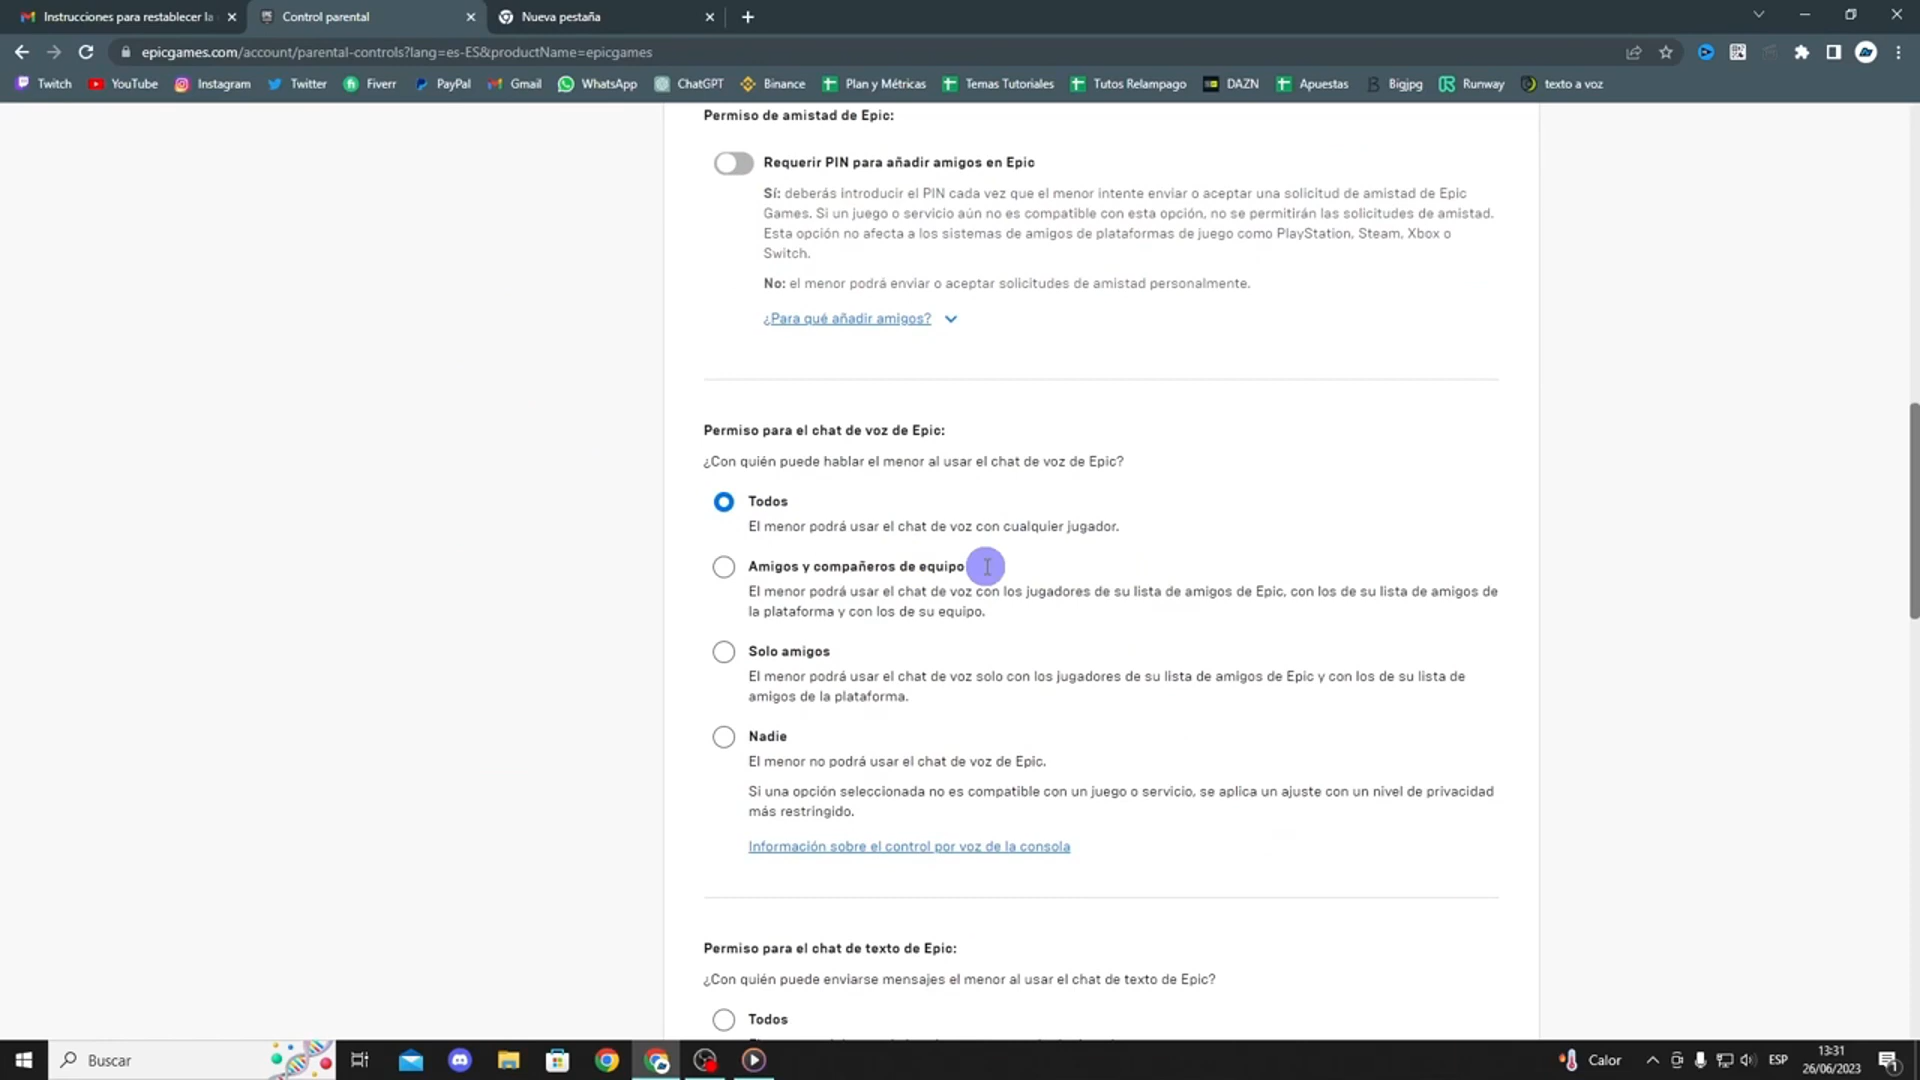 Instrucciones para restablecer la
Control parental
Nueva pestaña
epicgames.com/account/parental-controls?lang=es-ES&productName=epicgames
Twitch YouTube Instagram Twitter Fiverr PayPal Gmail WhatsApp ChatGPT Binance Plan y Métricas Temas Tutoriales Tutos Relampago DAZN Apuestas Bigjpg Runway texto a voz
Permiso de amistad de Epic:
Requerir PIN para añadir amigos en Epic
Sí: deberás introducir el PIN cada vez que el menor intente enviar o aceptar una solicitud de amistad de Epic
Games. Si un juego o servicio aún no es compatible con esta opción, no se permitirán las solicitudes de amistad.
Esta opción no afecta a los sistemas de amigos de plataformas de juego como PlayStation, Steam, Xbox o
Switch.
No: el menor podrá enviar o aceptar solicitudes de amistad personalmente.
¿Para qué añadir amigos?
Permiso para el chat de voz de Epic:
¿Con quién puede hablar el menor al usar el chat de voz de Epic?
Todos
El menor podrá usar el chat de voz con cualquier jugador.
Amigos y compañeros de equipo
El menor podrá usar el chat de voz con los jugadores de su lista de amigos de Epic, con los de su lista de amigos de
la plataforma y con los de su equipo.
Solo amigos
El menor podrá usar el chat de voz solo con los jugadores de su lista de amigos de Epic y con los de su lista de
amigos de la plataforma.
Nadie
El menor no podrá usar el chat de voz de Epic.
Si una opción seleccionada no es compatible con un juego o servicio, se aplica un ajuste con un nivel de privacidad
más restringido.
Información sobre el control por voz de la consola
Permiso para el chat de texto de Epic:
¿Con quién puede enviarse mensajes el menor al usar el chat de texto de Epic?
Todos
Buscar
Calor
ESP
13:31
26/06/2023
1